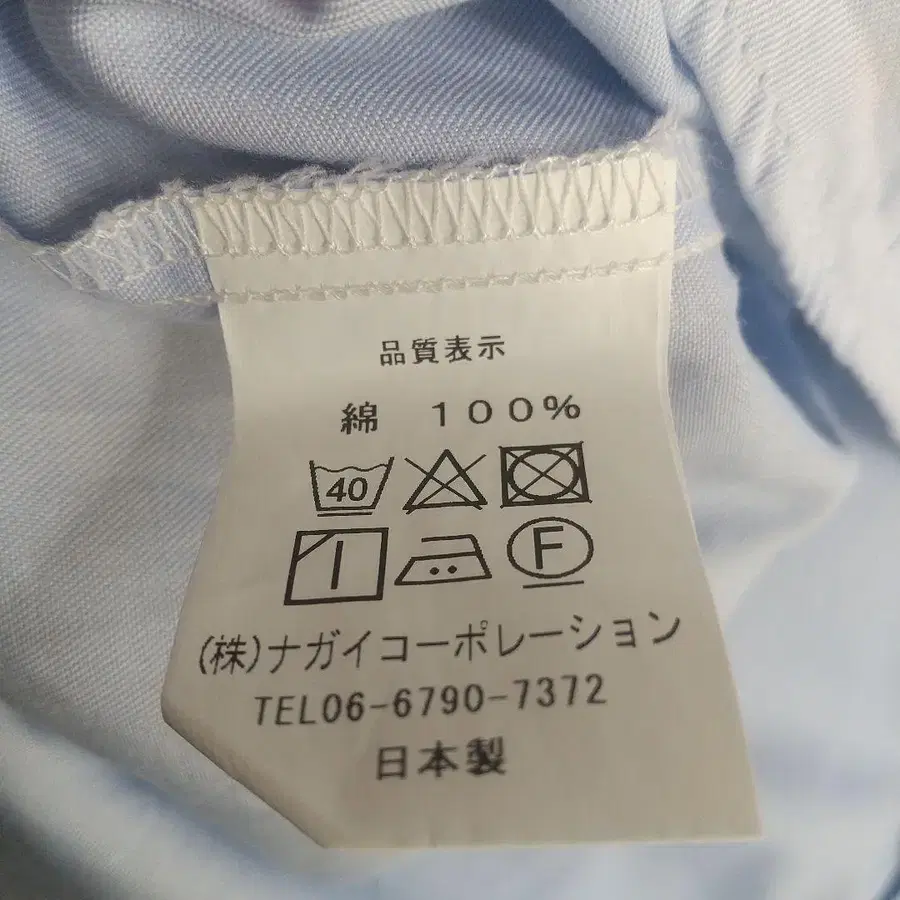 品質表示
綿 100%
40
F
(株)ナガイコーポレーション
TEL06-6790-7372
日本製